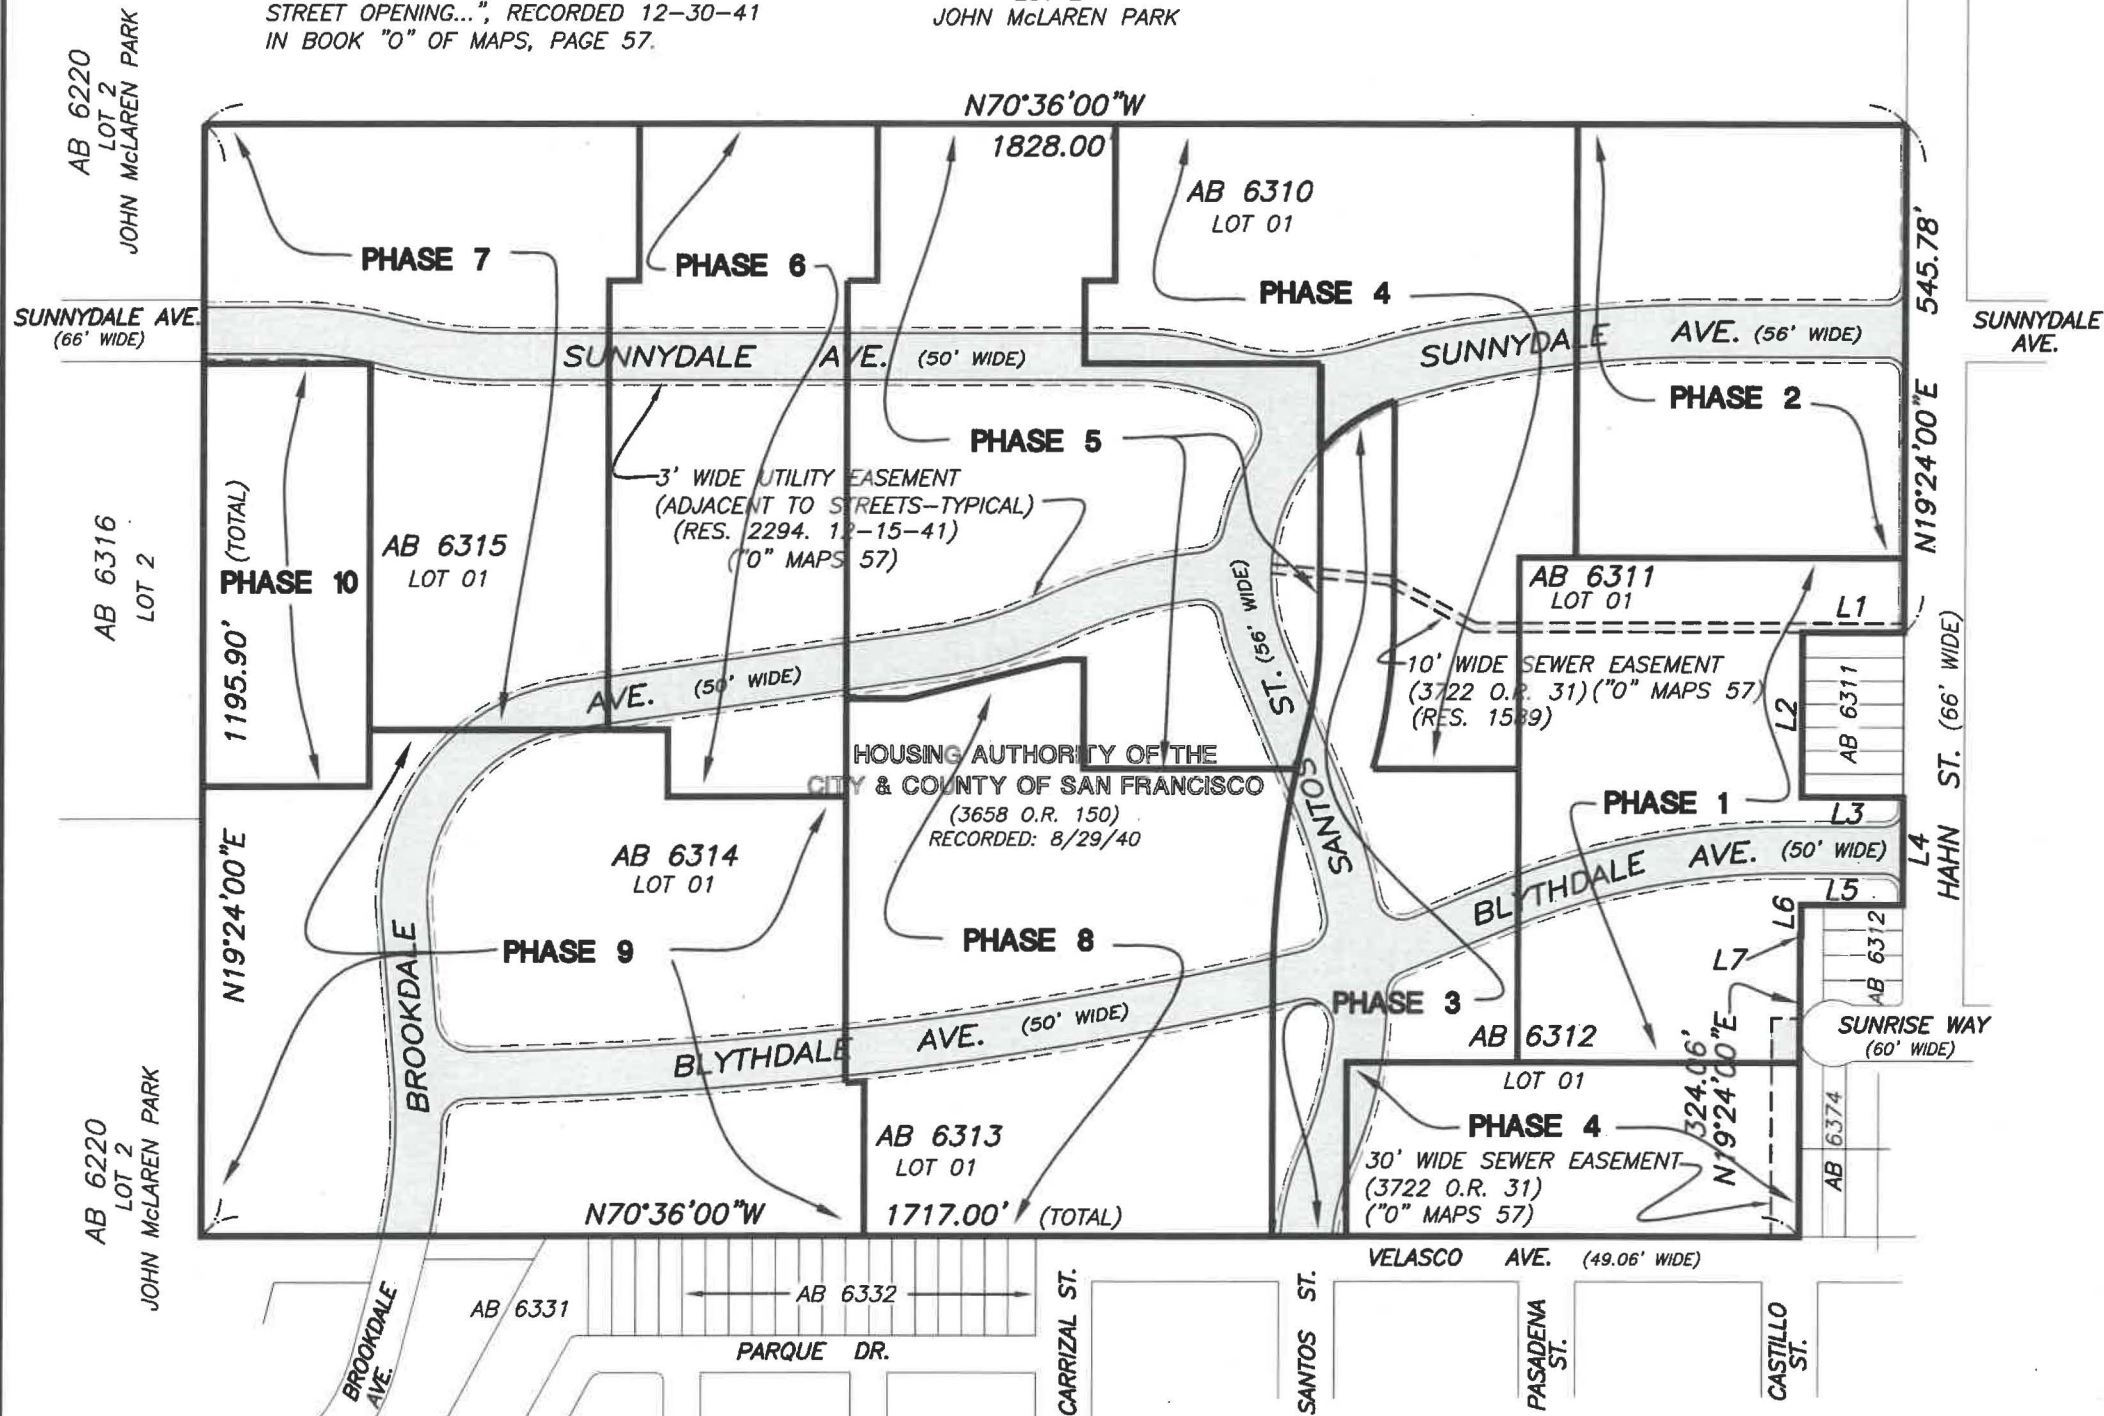 STREET OPENING...", RECORDED 12-30-41
IN BOOK "O" OF MAPS, PAGE 57.
JOHN McLAREN PARK
AB 6220
LOT 2
JOHN McLAREN PARK
N70°36'00"W
1828.00'
AB 6310
LOT 01
PHASE 7
PHASE 6
PHASE 4
545.78'
SUNNYDALE AVE.
(66' WIDE)
SUNNYDALE AVE. (50' WIDE)
SUNNYDALE AVE. (56' WIDE)
SUNNYDALE
AVE.
PHASE 2
PHASE 5
N19°24'00"E
3' WIDE UTILITY EASEMENT
(ADJACENT TO STREETS-TYPICAL)
(RES. 2294. 12-15-41)
("O" MAPS 57)
AB 6316
LOT 2
1195.90' (TOTAL)
PHASE 10
AB 6315
LOT 01
AB 6311
LOT 01
L1
ST. (56' WIDE)
10' WIDE SEWER EASEMENT
(3722 O.R. 31) ("O" MAPS 57)
(RES. 1589)
L2
AB 6311
HAHN ST. (66' WIDE)
AVE. (50' WIDE)
HOUSING AUTHORITY OF THE
CITY & COUNTY OF SAN FRANCISCO
(3658 O.R. 150)
RECORDED: 8/29/40
SANTOS
PHASE 1
L3
L4
BLYTHDALE AVE. (50' WIDE)
L5
L6
AB 6312
N19°24'00"E
AB 6314
LOT 01
BROOKDALE
PHASE 9
PHASE 8
L7
PHASE 3
AB 6312
LOT 01
BLYTHDALE AVE. (50' WIDE)
324.06'
N19°24'00"E
SUNRISE WAY
(60' WIDE)
AB 6220
LOT 2
JOHN McLAREN PARK
AB 6313
LOT 01
PHASE 4
30' WIDE SEWER EASEMENT
(3722 O.R. 31)
("O" MAPS 57)
AB 6374
N70°36'00"W
1717.00' (TOTAL)
VELASCO AVE. (49.06' WIDE)
AB 6331
AB 6332
PARQUE DR.
BROOKDALE
AVE.
CARRIZAL ST.
SANTOS ST.
PASADENA
ST.
CASTILLO
ST.